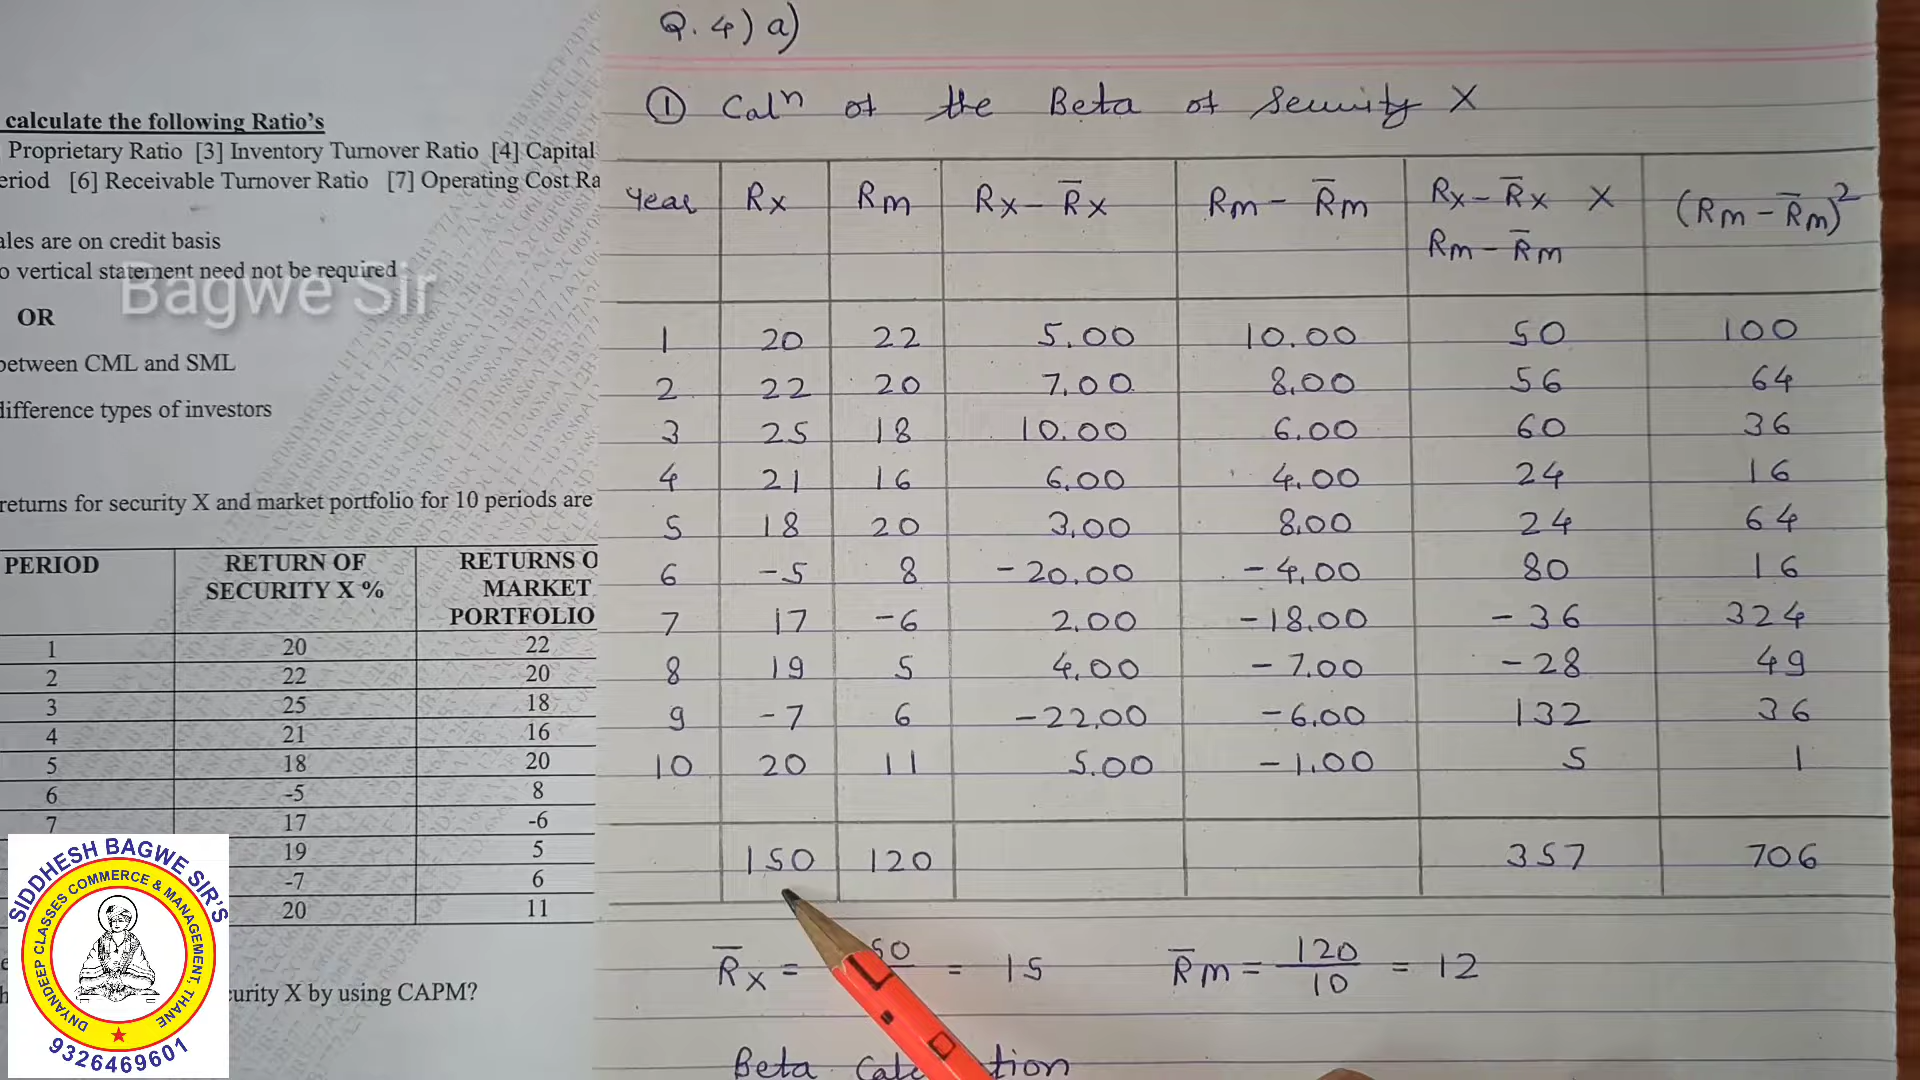 calculate the following Ratio's
Proprietary Ratio [3] Inventory Turnover Ratio [4] Capital
eriod [6] Receivable Turnover Ratio [7] Operating Cost Ra
ales are on credit basis
o vertical statement need not be required
Bagwe Sir
OR
between CML and SML
difference types of investors
returns for security X and market portfolio for 10 periods are
PERIOD RETURN OF SECURITY X % RETURNS O MARKET PORTFOLIO
1 20 22
2 22 20
3 25 18
4 21 16
5 18 20
6 -5 8
7 17 -6
19 5
-7 6
20 11
curity X by using CAPM?
SIDDHESH BAGWE SIR'S
DNYANDEEP CLASSES COMMERCE & MANAGEMENT, THANE
9326469601
Q. 4) a)
① Calⁿ of the Beta of Security X
Year Rx Rm Rx - R̅x Rm - R̅m Rx - R̅x X Rm - R̅m (Rm - R̅m)²
1 20 22 5.00 10.00 50 100
2 22 20 7.00 8.00 56 64
3 25 18 10.00 6.00 60 36
4 21 16 6.00 4.00 24 16
5 18 20 3.00 8.00 24 64
6 -5 8 -20.00 -4.00 80 16
7 17 -6 2.00 -18.00 -36 324
8 19 5 4.00 -7.00 -28 49
9 -7 6 -22.00 -6.00 132 36
10 20 11 5.00 -1.00 5 1
150 120 357 706
R̅x = 50 = 15 R̅m = 120/10 = 12
Beta Calc tion